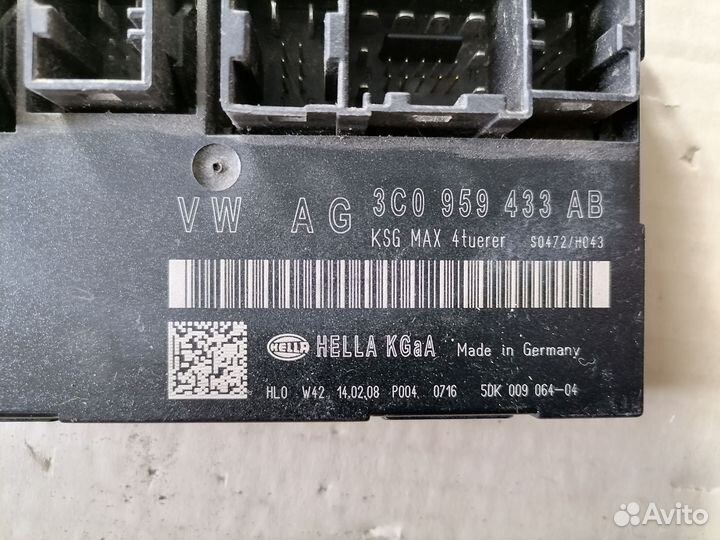 VW AG 3C0 959 433 AB
KSG MAX 4tuerer S0472/H043
HELLA HELLA KGaA Made in Germany
HLO W42 14.02.08 P004 0716 5DK 009 064-04
Avito